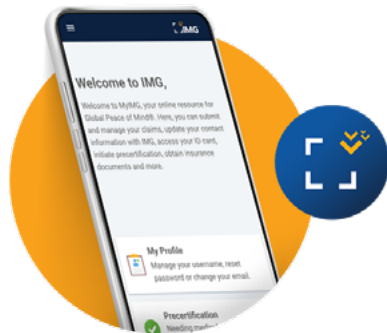 IMG
Welcome to IMG,
Welcome to MyIMG, your online resource for
Global Peace of Mind®. Here, you can submit
and manage your claims, update your contact
information with IMG, access your ID card,
initiate precertification, obtain insurance
documents and more.
My Profile
Manage your username, reset
password or change your email.
Precertification
Needing